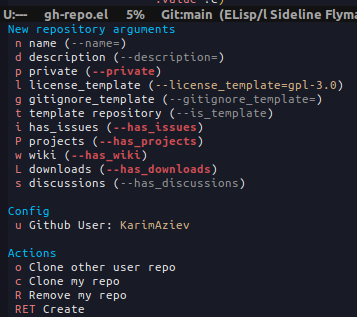 U:--- gh-repo.el 5% Git:main (ELisp/l Sideline Flyma
New repository arguments
n name (--name=)
d description (--description=)
p private (--private)
l license_template (--license_template=gpl-3.0)
g gitignore_template (--gitignore_template=)
t template repository (--is_template)
i has_issues (--has_issues)
P projects (--has_projects)
w wiki (--has_wiki)
L downloads (--has_downloads)
s discussions (--has_discussions)
Config
u Github User: KarimAziev
Actions
o Clone other user repo
c Clone my repo
R Remove my repo
RET Create